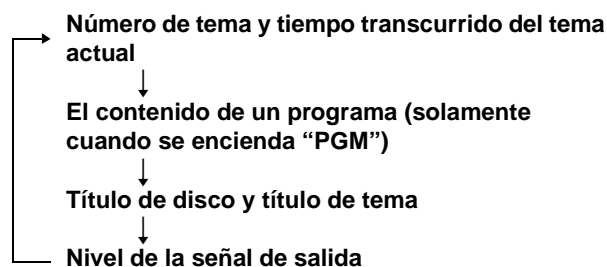 Número de tema y tiempo transcurrido del tema
actual
El contenido de un programa (solamente
cuando se encienda “PGM”)
Título de disco y título de tema
Nivel de la señal de salida